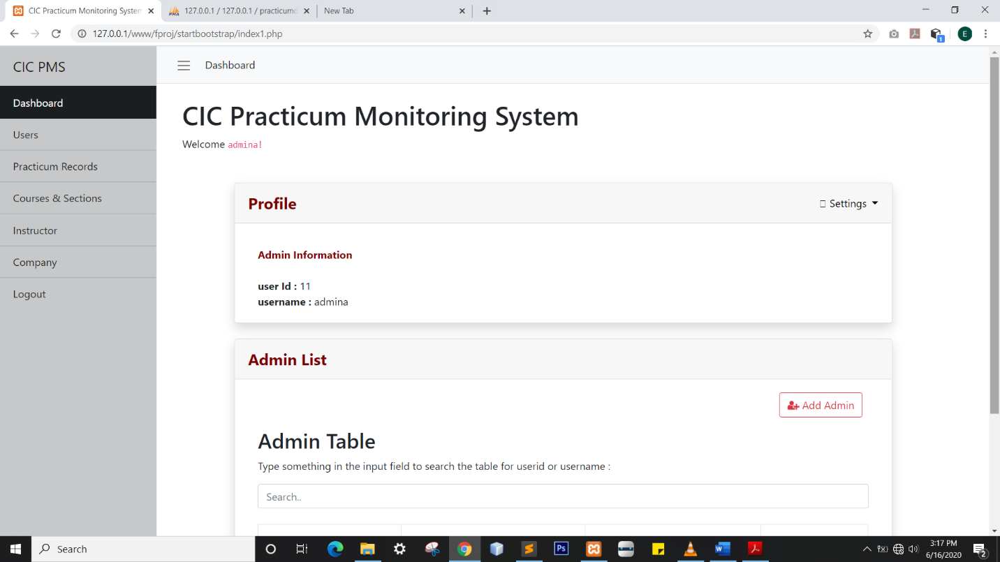 CIC Practicum Monitoring System
127.0.0.1 / 127.0.0.1 / practicumd
New Tab
127.0.0.1/www/fproj/startbootstrap/index1.php
1
E
CIC PMS
Dashboard
Dashboard
Users
Practicum Records
Courses & Sections
Instructor
Company
Logout
CIC Practicum Monitoring System
Welcome admina!
Profile
Settings
Admin Information
user Id : 11
username : admina
Admin List
Add Admin
Admin Table
Type something in the input field to search the table for userid or username :
Search..
Search
Ps
W
3:17 PM
6/16/2020
2